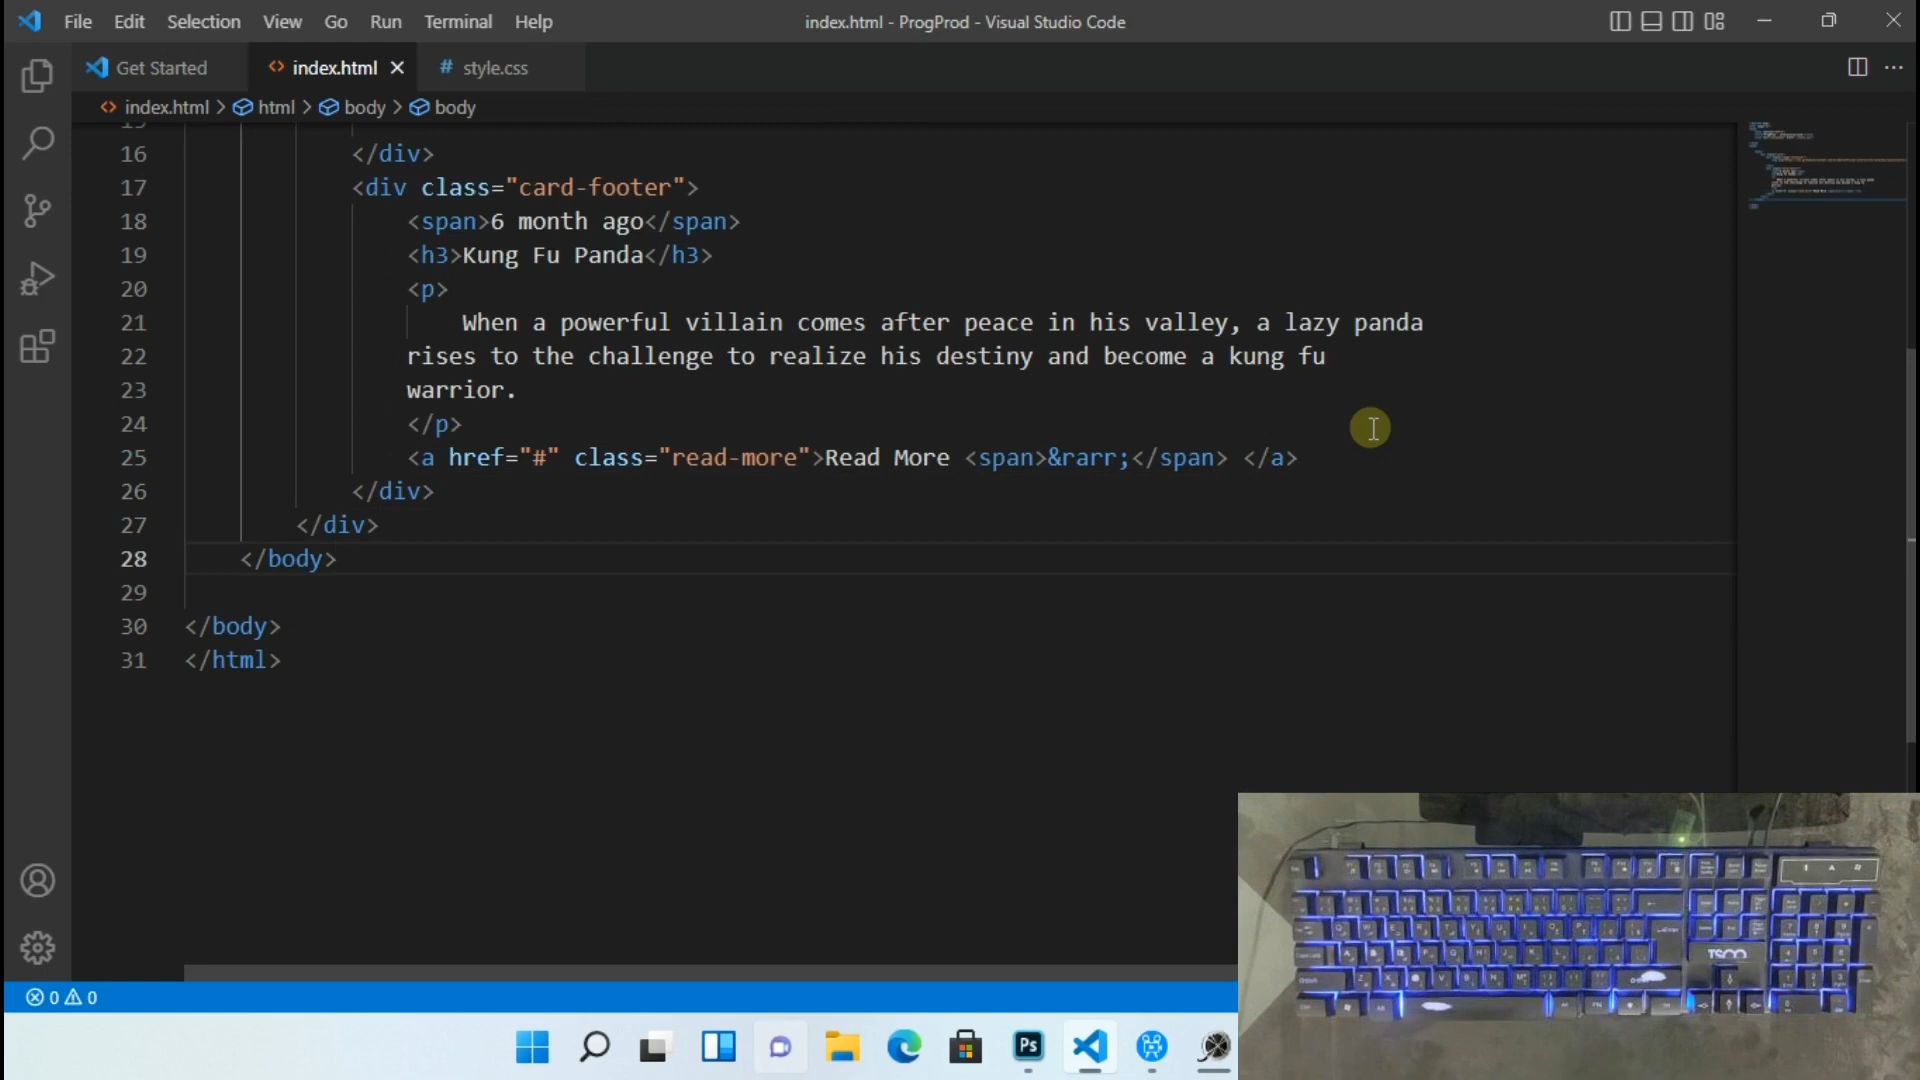 File Edit Selection View Go Run Terminal Help index.html - ProgProd - Visual Studio Code
Get Started <> index.html # style.css
<> index.html > html > body > body
16 </div>
17 <div class="card-footer">
18 <span>6 month ago</span>
19 <h3>Kung Fu Panda</h3>
20 <p>
21 When a powerful villain comes after peace in his valley, a lazy panda
22 rises to the challenge to realize his destiny and become a kung fu
23 warrior.
24 </p>
25 <a href="#" class="read-more">Read More <span>&rarr;</span> </a>
26 </div>
27 </div>
28 </body>
29
30 </body>
31 </html>
0 0
Ps
TSCO